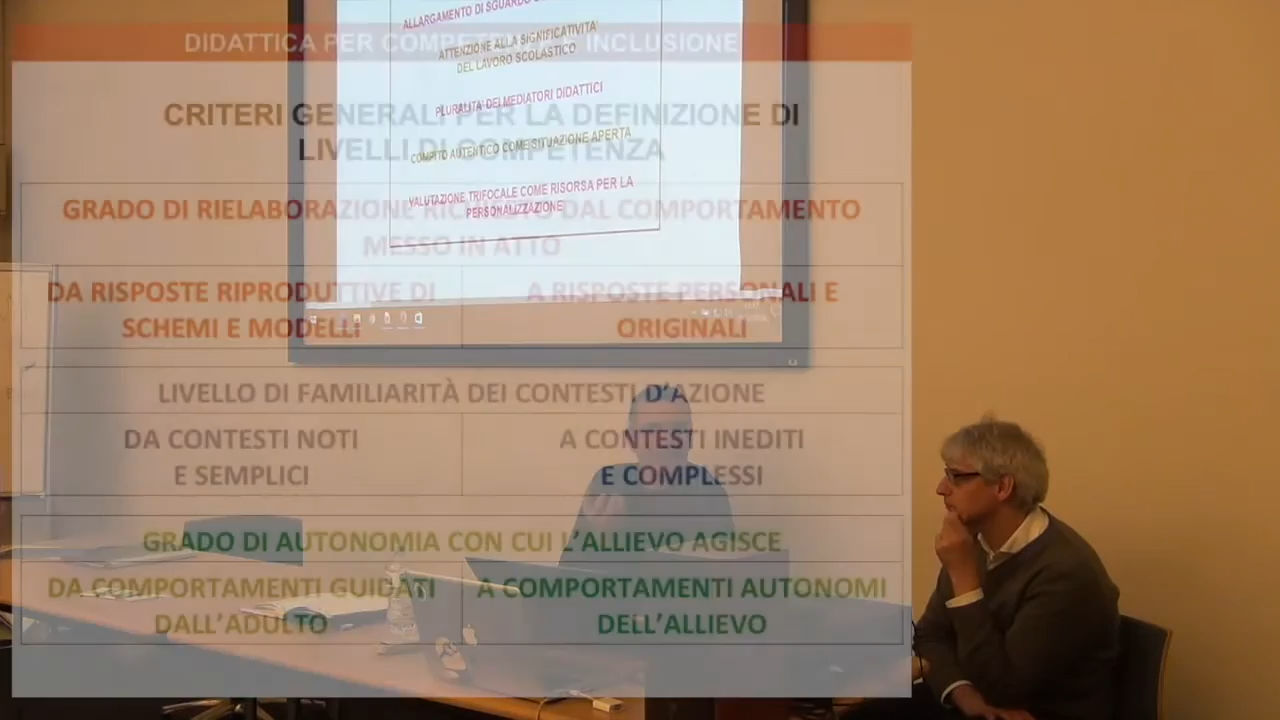 DIDATTICA PER COMPETENZE E INCLUSIONE
CRITERI GENERALI PER LA DEFINIZIONE DI
LIVELLI DI COMPETENZA
GRADO DI RIELABORAZIONE RICHIESTO DAL COMPORTAMENTO
MESSO IN ATTO
DA RISPOSTE RIPRODUTTIVE DI
SCHEMI E MODELLI
A RISPOSTE PERSONALI E
ORIGINALI
LIVELLO DI FAMILIARITÀ DEI CONTESTI D’AZIONE
DA CONTESTI NOTI
E SEMPLICI
A CONTESTI INEDITI
E COMPLESSI
GRADO DI AUTONOMIA CON CUI L’ALLIEVO AGISCE
DA COMPORTAMENTI GUIDATI
DALL’ADULTO
A COMPORTAMENTI AUTONOMI
DELL’ALLIEVO
ALLARGAMENTO DI SGUARDO
ATTENZIONE ALLA SIGNIFICATIVITA'
DEL LAVORO SCOLASTICO
PLURALITA' DEI MEDIATORI DIDATTICI
COMPITO AUTENTICO COME SITUAZIONE APERTA
VALUTAZIONE TRIFOCALE COME RISORSA PER LA
PERSONALIZZAZIONE